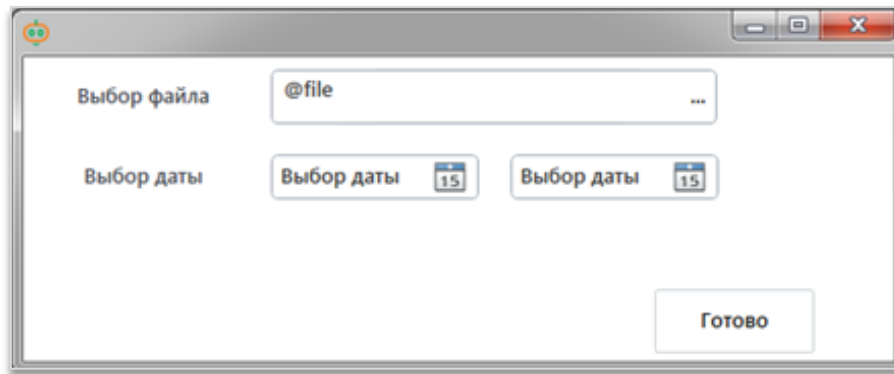 Выбор файла @file ...
Выбор даты Выбор даты 15 Выбор даты 15
Готово